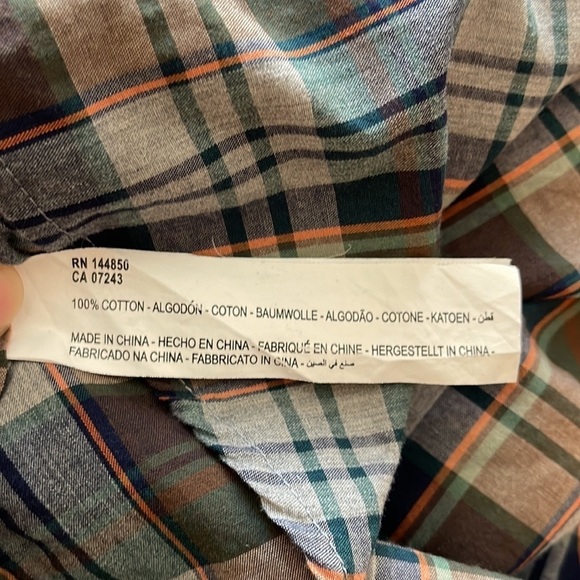 RN 144850
CA 07243
100% COTTON - ALGODÓN - COTON - BAUMWOLLE - ALGODÃO - COTONE - KATOEN - قطن
MADE IN CHINA - HECHO EN CHINA - FABRIQUÉ EN CHINE - HERGESTELLT IN CHINA -
FABRICADO NA CHINA - FABBRICATO IN CINA - صنع في الصين